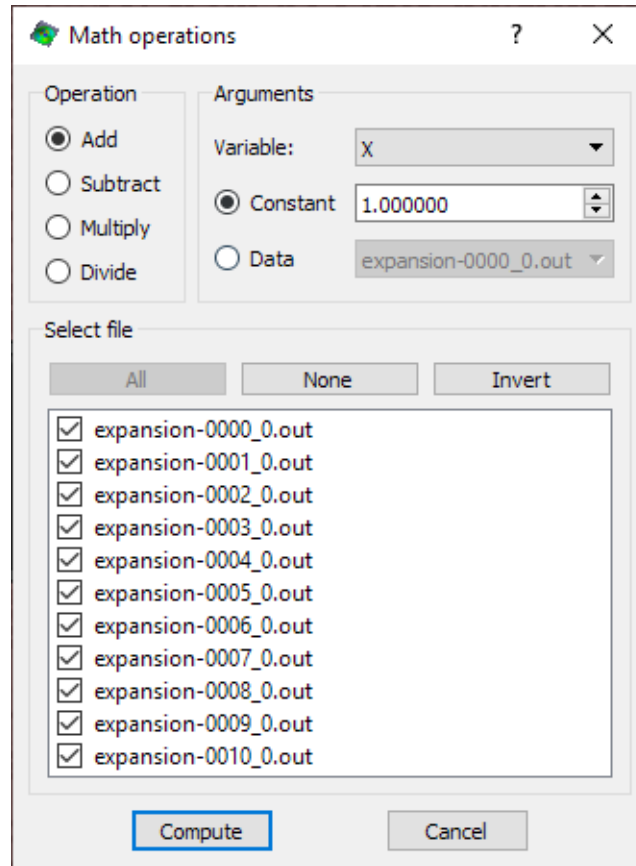 Math operations ?
Operation
Add
Subtract
Multiply
Divide
Arguments
Variable: X
Constant 1.000000
Data expansion-0000_0.out
Select file
All None Invert
expansion-0000_0.out
expansion-0001_0.out
expansion-0002_0.out
expansion-0003_0.out
expansion-0004_0.out
expansion-0005_0.out
expansion-0006_0.out
expansion-0007_0.out
expansion-0008_0.out
expansion-0009_0.out
expansion-0010_0.out
Compute Cancel